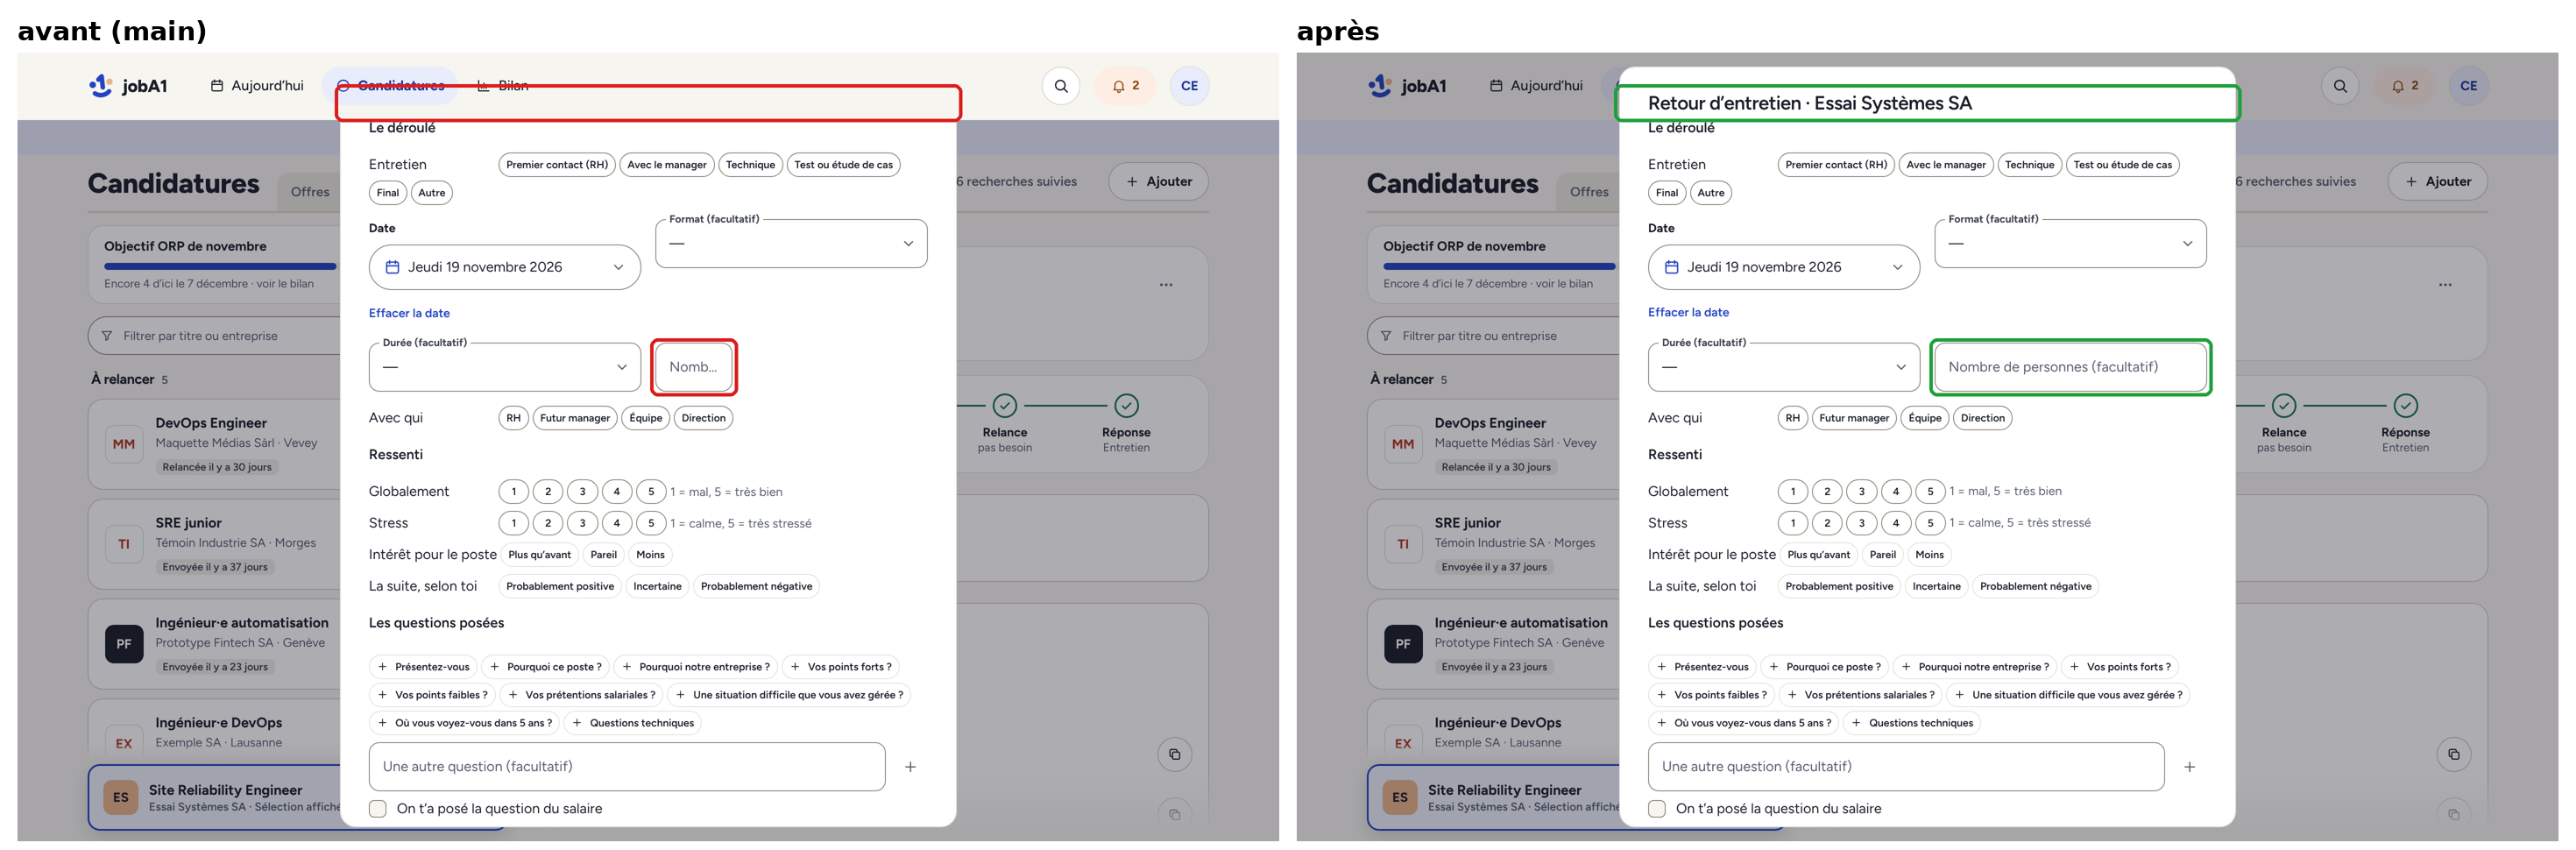 avant (main)
jobA1
Aujourd'hui
Candidatures
Bilan
2
CE
Candidatures
Offres
6 recherches suivies
+ Ajouter
Objectif ORP de novembre
Encore 4 d'ici le 7 décembre · voir le bilan
Filtrer par titre ou entreprise
À relancer 5
MM
DevOps Engineer
Maquette Médias Sàrl · Vevey
Relancée il y a 30 jours
TI
SRE junior
Témoin Industrie SA · Morges
Envoyée il y a 37 jours
PF
Ingénieur·e automatisation
Prototype Fintech SA · Genève
Envoyée il y a 23 jours
EX
Ingénieur·e DevOps
Exemple SA · Lausanne
ES
Site Reliability Engineer
Essai Systèmes SA · Sélection affiché
Le déroulé
Entretien
Premier contact (RH)
Avec le manager
Technique
Test ou étude de cas
Final
Autre
Date
Jeudi 19 novembre 2026
Format (facultatif)
—
Effacer la date
Durée (facultatif)
—
Nomb...
Avec qui
RH
Futur manager
Équipe
Direction
Ressenti
Globalement
1 2 3 4 5 1 = mal, 5 = très bien
Stress
1 2 3 4 5 1 = calme, 5 = très stressé
Intérêt pour le poste
Plus qu'avant
Pareil
Moins
La suite, selon toi
Probablement positive
Incertaine
Probablement négative
Les questions posées
+ Présentez-vous
+ Pourquoi ce poste ?
+ Pourquoi notre entreprise ?
+ Vos points forts ?
+ Vos points faibles ?
+ Vos prétentions salariales ?
+ Une situation difficile que vous avez gérée ?
+ Où vous voyez-vous dans 5 ans ?
+ Questions techniques
Une autre question (facultatif)
+
On t'a posé la question du salaire
Relance
pas besoin
Réponse
Entretien
après
jobA1
Aujourd'hui
2
CE
Candidatures
Offres
6 recherches suivies
+ Ajouter
Objectif ORP de novembre
Encore 4 d'ici le 7 décembre · voir le bilan
Filtrer par titre ou entreprise
À relancer 5
MM
DevOps Engineer
Maquette Médias Sàrl · Vevey
Relancée il y a 30 jours
TI
SRE junior
Témoin Industrie SA · Morges
Envoyée il y a 37 jours
PF
Ingénieur·e automatisation
Prototype Fintech SA · Genève
Envoyée il y a 23 jours
EX
Ingénieur·e DevOps
Exemple SA · Lausanne
ES
Site Reliability Engineer
Essai Systèmes SA · Sélection affiché
Retour d'entretien · Essai Systèmes SA
Le déroulé
Entretien
Premier contact (RH)
Avec le manager
Technique
Test ou étude de cas
Final
Autre
Date
Jeudi 19 novembre 2026
Format (facultatif)
—
Effacer la date
Durée (facultatif)
—
Nombre de personnes (facultatif)
Avec qui
RH
Futur manager
Équipe
Direction
Ressenti
Globalement
1 2 3 4 5 1 = mal, 5 = très bien
Stress
1 2 3 4 5 1 = calme, 5 = très stressé
Intérêt pour le poste
Plus qu'avant
Pareil
Moins
La suite, selon toi
Probablement positive
Incertaine
Probablement négative
Les questions posées
+ Présentez-vous
+ Pourquoi ce poste ?
+ Pourquoi notre entreprise ?
+ Vos points forts ?
+ Vos points faibles ?
+ Vos prétentions salariales ?
+ Une situation difficile que vous avez gérée ?
+ Où vous voyez-vous dans 5 ans ?
+ Questions techniques
Une autre question (facultatif)
+
On t'a posé la question du salaire
Relance
pas besoin
Réponse
Entretien